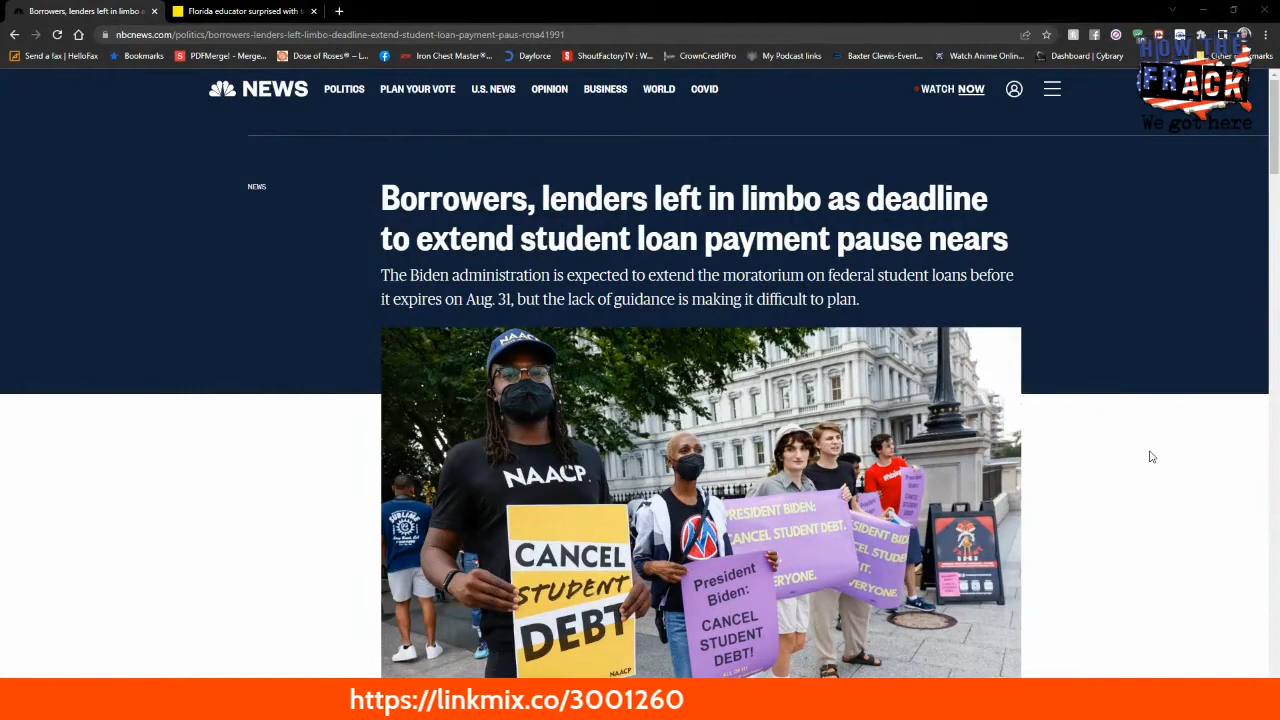 Borrowers, lenders left in limbo a
Florida educator surprised with t
nbcnews.com/politics/borrowers-lenders-left-limbo-deadline-extend-student-loan-payment-paus-rcna41991
Send a fax | HelloFax
Bookmarks
PDFMerge! - Merge...
Dose of Roses® – L...
Iron Chest Master®...
Dayforce
ShoutFactoryTV :: W...
CrownCreditPro
My Podcast links
Baxter Clewis-Event...
Watch Anime Onlin...
Dashboard | Cybrary
Other Bookmarks
HOW THE
FRACK
We got here
NEWS
POLITICS
PLAN YOUR VOTE
U.S. NEWS
OPINION
BUSINESS
WORLD
COVID
WATCH NOW
NEWS
Borrowers, lenders left in limbo as deadline
to extend student loan payment pause nears
The Biden administration is expected to extend the moratorium on federal student loans before
it expires on Aug. 31, but the lack of guidance is making it difficult to plan.
NAACP
NAACP
CANCEL
STUDENT
DEBT
NAACP
President
Biden:
CANCEL
STUDENT
DEBT!
PRESIDENT BIDEN:
CANCEL STUDENT DEBT.
SUBLIME
https://linkmix.co/3001260